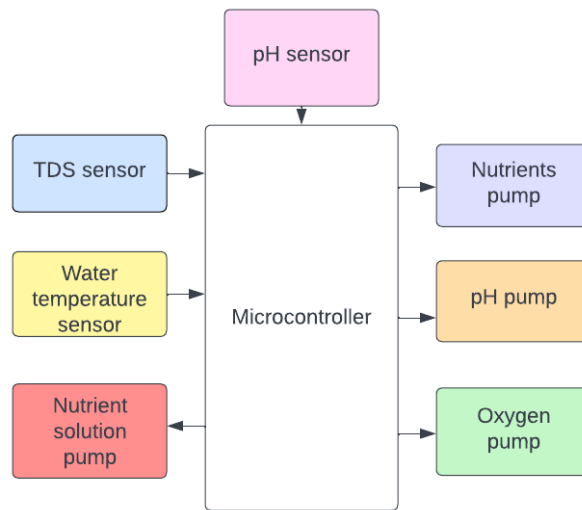 pH sensor
TDS sensor
Nutrients
pump
Water
temperature
sensor
Microcontroller
pH pump
Nutrient
solution
pump
Oxygen
pump